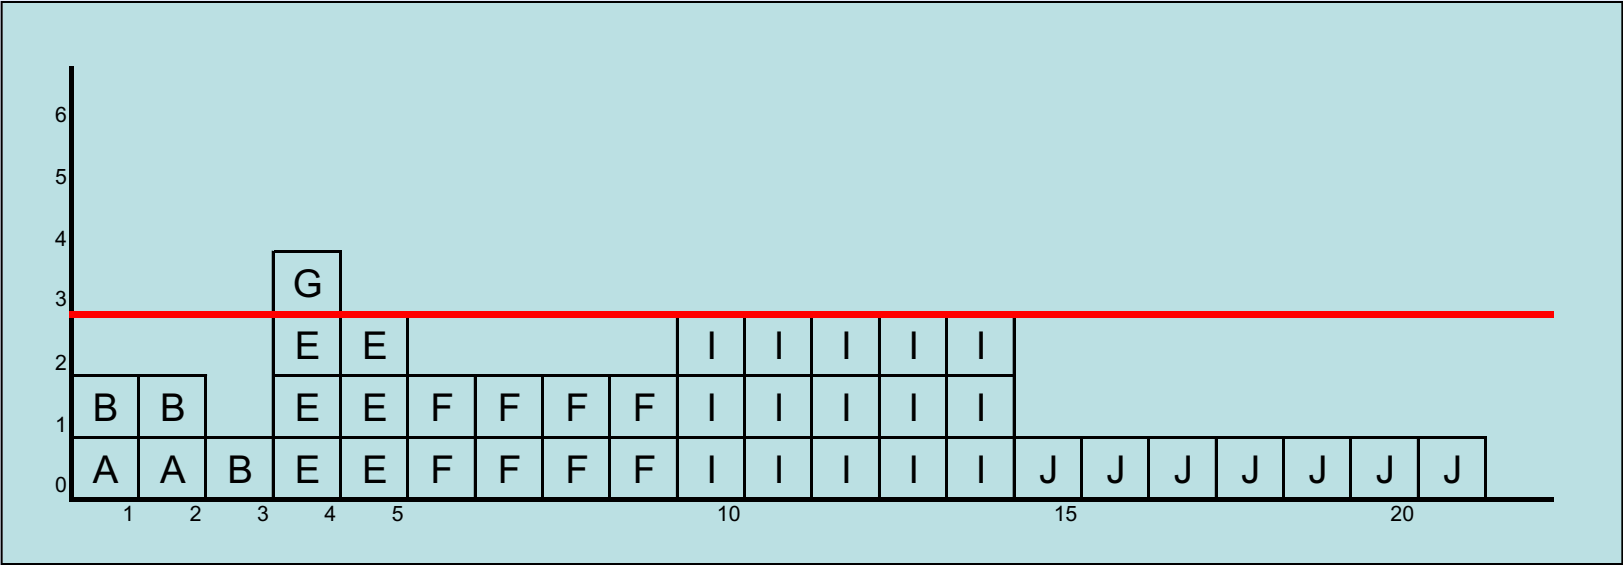 6
5
4
G
3
E E I I I I I
2
B B E E F F F F I I I I I
1
A A B E E F F F F I I I I I J J J J J J J
0
1 2 3 4 5 10 15 20